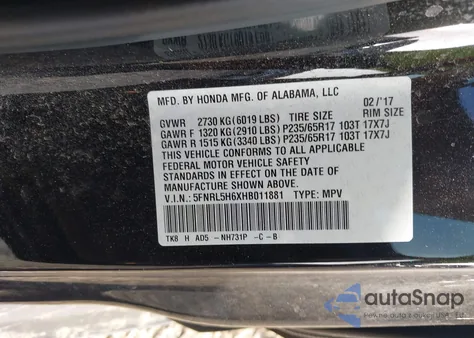 MFD. BY HONDA MFG. OF ALABAMA, LLC
02/'17
GVWR 2730 KG(6019 LBS) TIRE SIZE RIM SIZE
GAWR F 1320 KG(2910 LBS) P235/65R17 103T 17X7J
GAWR R 1515 KG(3340 LBS) P235/65R17 103T 17X7J
THIS VEHICLE CONFORMS TO ALL APPLICABLE
FEDERAL MOTOR VEHICLE SAFETY
STANDARDS IN EFFECT ON THE DATE OF
MANUFACTURE SHOWN ABOVE.
V.I.N.: 5FNRL5H6XHB011881 TYPE: MPV
TK8 H AD5 -NH731P -C -B
autoSnap